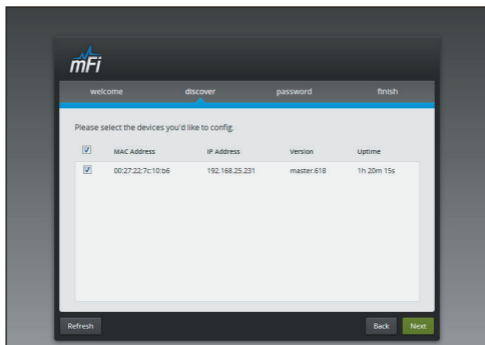 mFi
welcome discover password finish
Please select the devices you'd like to config.
MAC Address IP Address Version Uptime
00:27:22:7c:10:b6 192.168.25.231 master.618 1h 20m 15s
Refresh Back Next